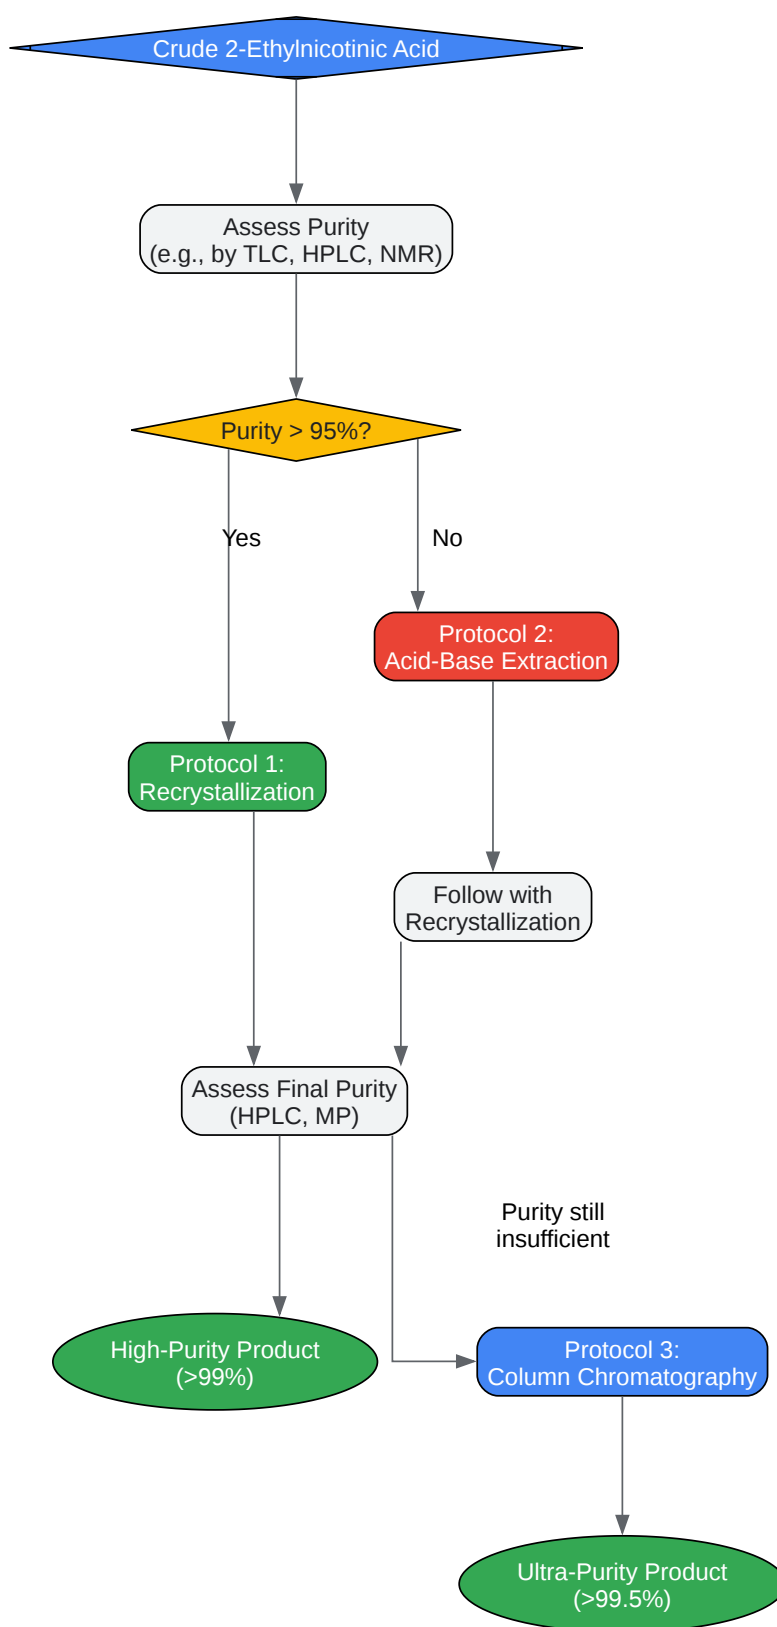 Crude 2-Ethylnicotinic Acid
Assess Purity
(e.g., by TLC, HPLC, NMR)
Purity > 95%?
Yes
No
Protocol 2:
Acid-Base Extraction
Protocol 1:
Recrystallization
Follow with
Recrystallization
Assess Final Purity
(HPLC, MP)
Purity still
insufficient
High-Purity Product
(>99%)
Protocol 3:
Column Chromatography
Ultra-Purity Product
(>99.5%)